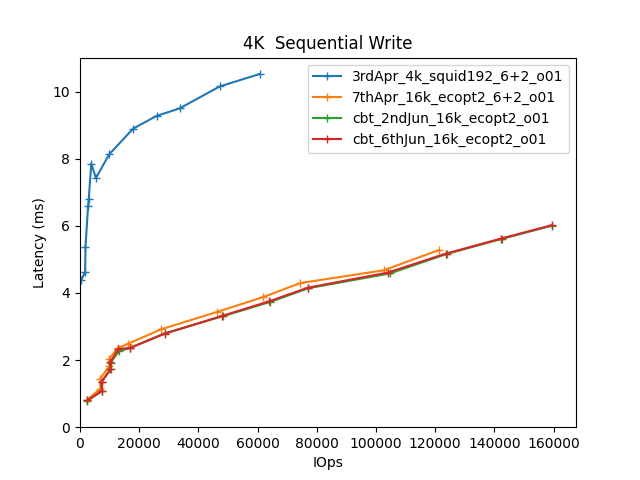 4K  Sequential Write
3rdApr_4k_squid192_6+2_o01
7thApr_16k_ecopt2_6+2_o01
cbt_2ndJun_16k_ecopt2_o01
cbt_6thJun_16k_ecopt2_o01
Latency (ms)
10
8
6
4
2
0
0 20000 40000 60000 80000 100000 120000 140000 160000
IOps